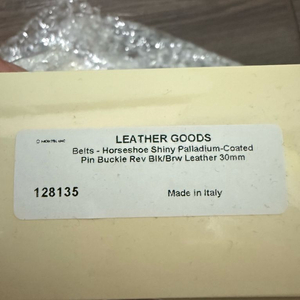 LEATHER GOODS
Belts - Horseshoe Shiny Palladium-Coated
Pin Buckle Rev Blk/Brw Leather 30mm
128135
Made in Italy